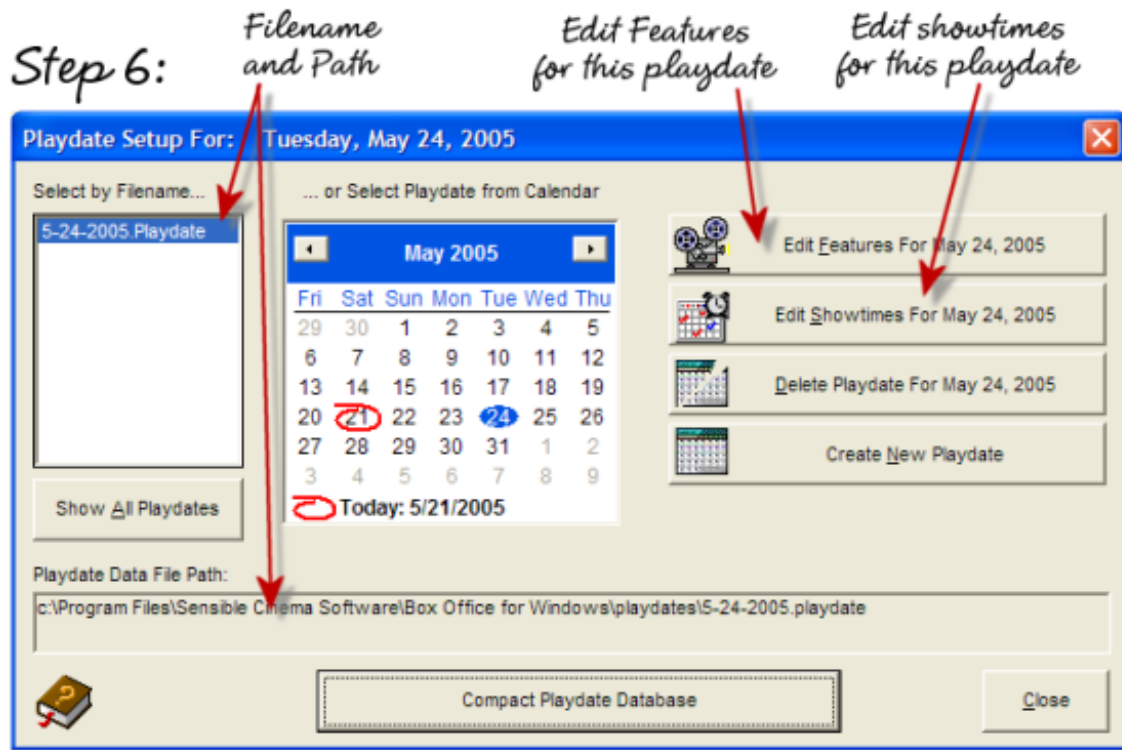 Step 6:
Filename
and Path
Edit Features
for this playdate
Edit showtimes
for this playdate
Playdate Setup For: Tuesday, May 24, 2005
Select by Filename...
... or Select Playdate from Calendar
5-24-2005.Playdate
May 2005
Fri Sat Sun Mon Tue Wed Thu
29 30 1 2 3 4 5
6 7 8 9 10 11 12
13 14 15 16 17 18 19
20 21 22 23 24 25 26
27 28 29 30 31 1 2
3 4 5 6 7 8 9
Today: 5/21/2005
Edit Features For May 24, 2005
Edit Showtimes For May 24, 2005
Delete Playdate For May 24, 2005
Create New Playdate
Show All Playdates
Playdate Data File Path:
c:\Program Files\Sensible Cinema Software\Box Office for Windows\playdates\5-24-2005.playdate
Compact Playdate Database
Close